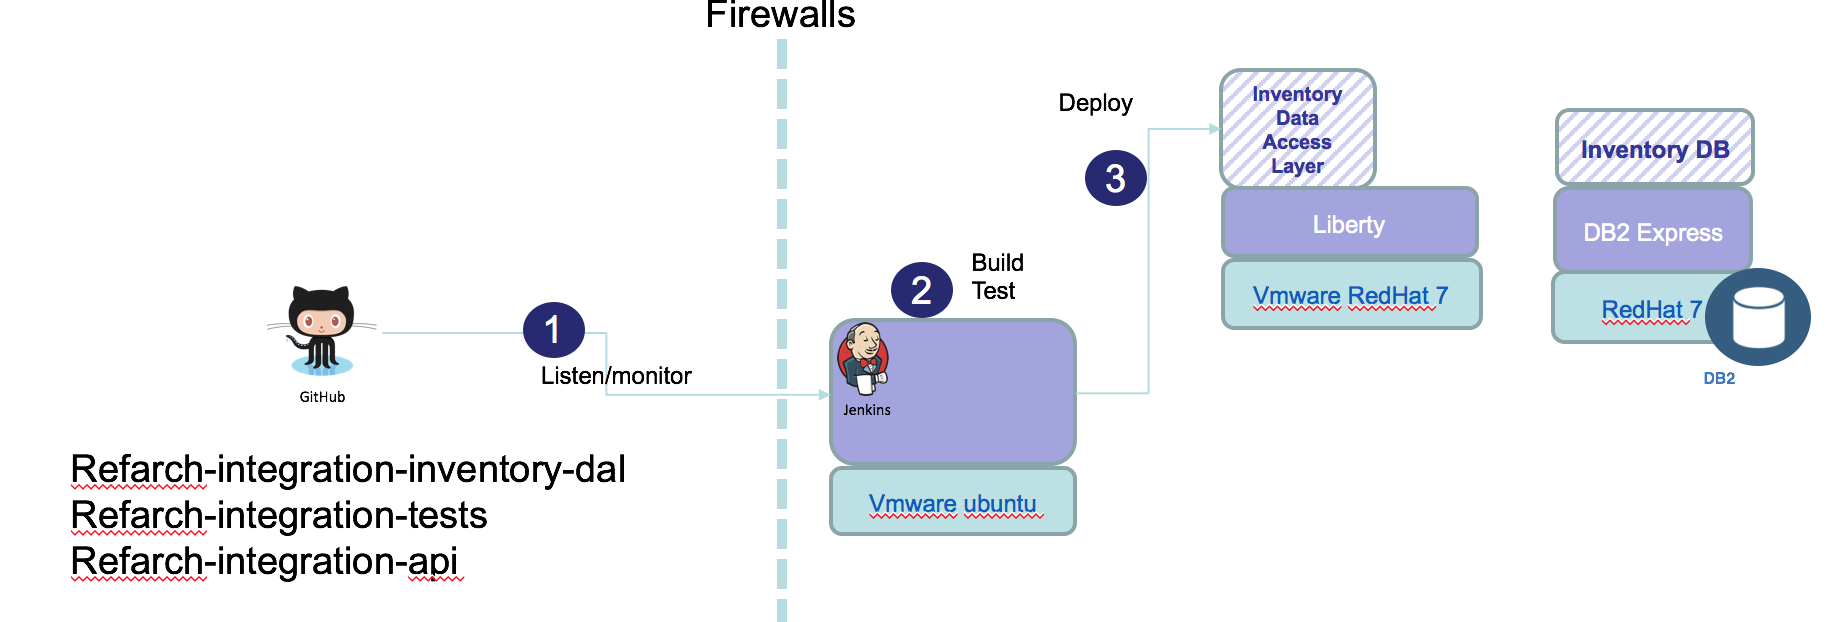 Firewalls
Deploy
3
Inventory
Data
Access
Layer
Liberty
Vmware RedHat 7
Inventory DB
DB2 Express
RedHat 7
DB2
2
Build
Test
1
Listen/monitor
GitHub
Jenkins
Vmware ubuntu
Refarch-integration-inventory-dal
Refarch-integration-tests
Refarch-integration-api